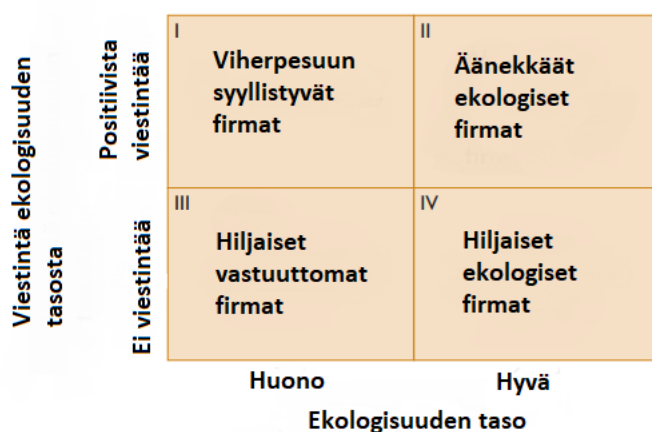 Viestintä ekologisuuden
tasosta
Positiivista
viestintää
Ei viestintää
I
Viherpesuun
syyllistyvät
firmat
II
Äänekkäät
ekologiset
firmat
III
Hiljaiset
vastuuttomat
firmat
IV
Hiljaiset
ekologiset
firmat
Huono
Hyvä
Ekologisuuden taso